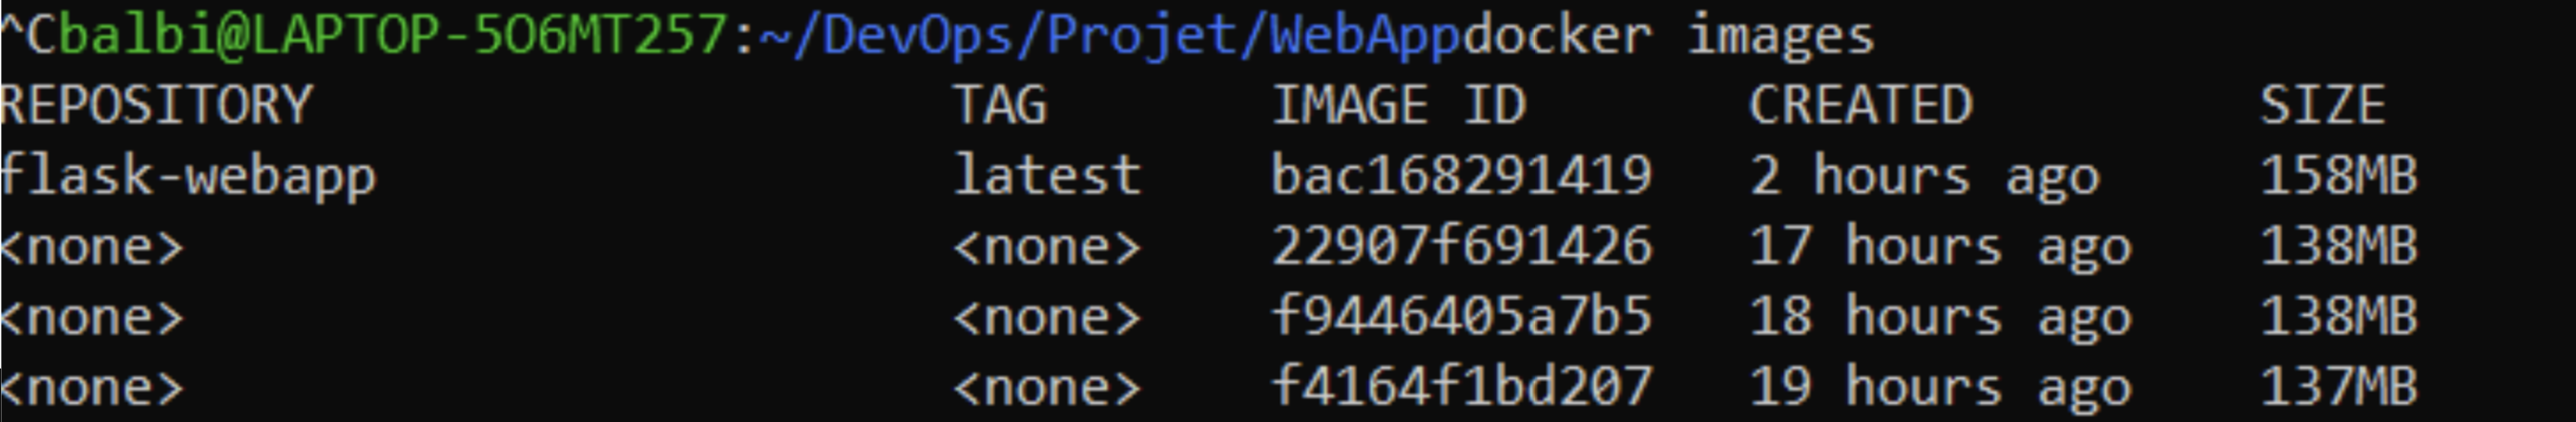 ^Cbalbi@LAPTOP-5O6MT257:~/DevOps/Projet/WebAppdocker images
REPOSITORY TAG IMAGE ID CREATED SIZE
flask-webapp latest bac168291419 2 hours ago 158MB
<none> <none> 22907f691426 17 hours ago 138MB
<none> <none> f9446405a7b5 18 hours ago 138MB
<none> <none> f4164f1bd207 19 hours ago 137MB